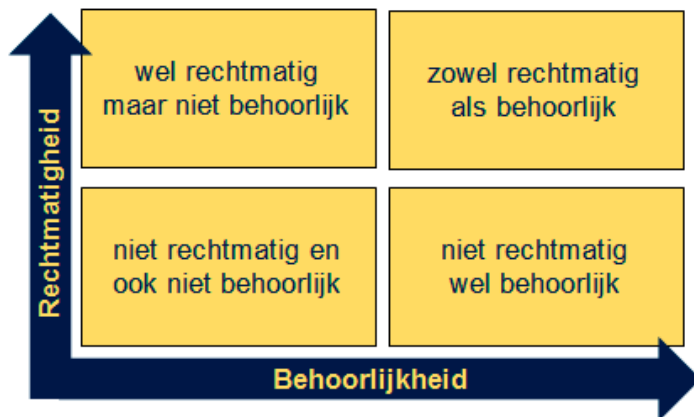 Rechtmatigheid
wel rechtmatig
maar niet behoorlijk
zowel rechtmatig
als behoorlijk
niet rechtmatig en
ook niet behoorlijk
niet rechtmatig
wel behoorlijk
Behoorlijkheid